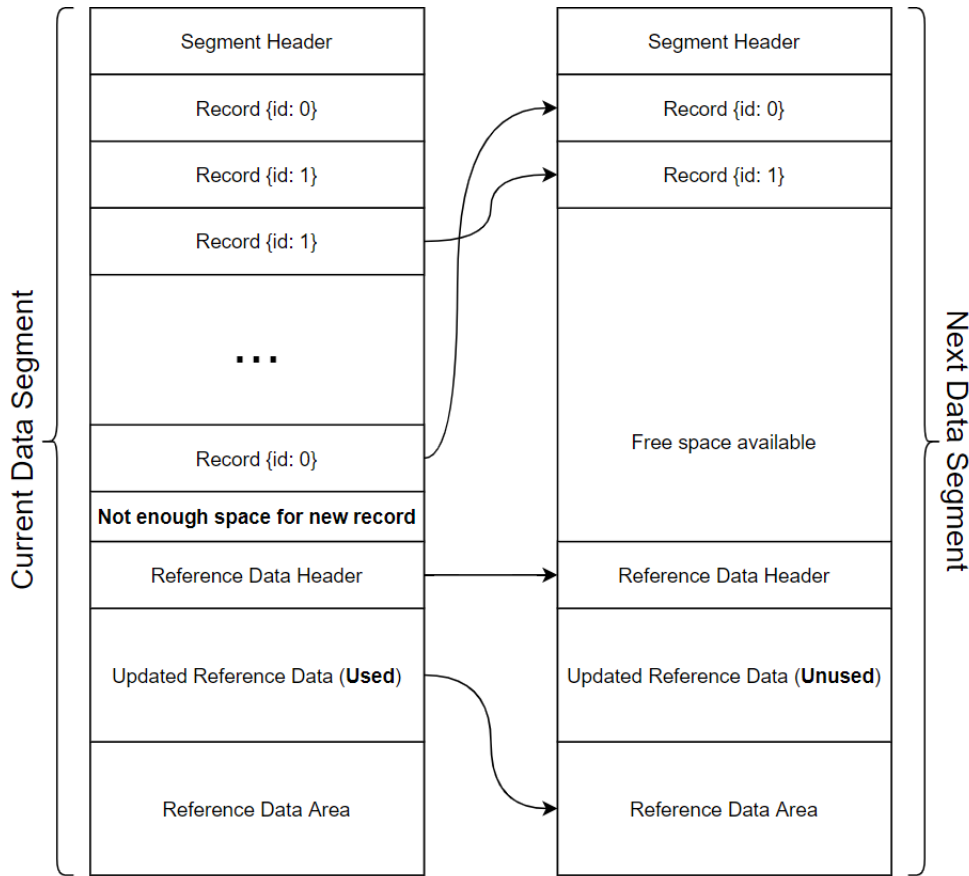 Current Data Segment
Segment Header
Record {id: 0}
Record {id: 1}
Record {id: 1}
...
Record {id: 0}
Not enough space for new record
Reference Data Header
Updated Reference Data (Used)
Reference Data Area
Segment Header
Record {id: 0}
Record {id: 1}
Free space available
Reference Data Header
Updated Reference Data (Unused)
Reference Data Area
Next Data Segment